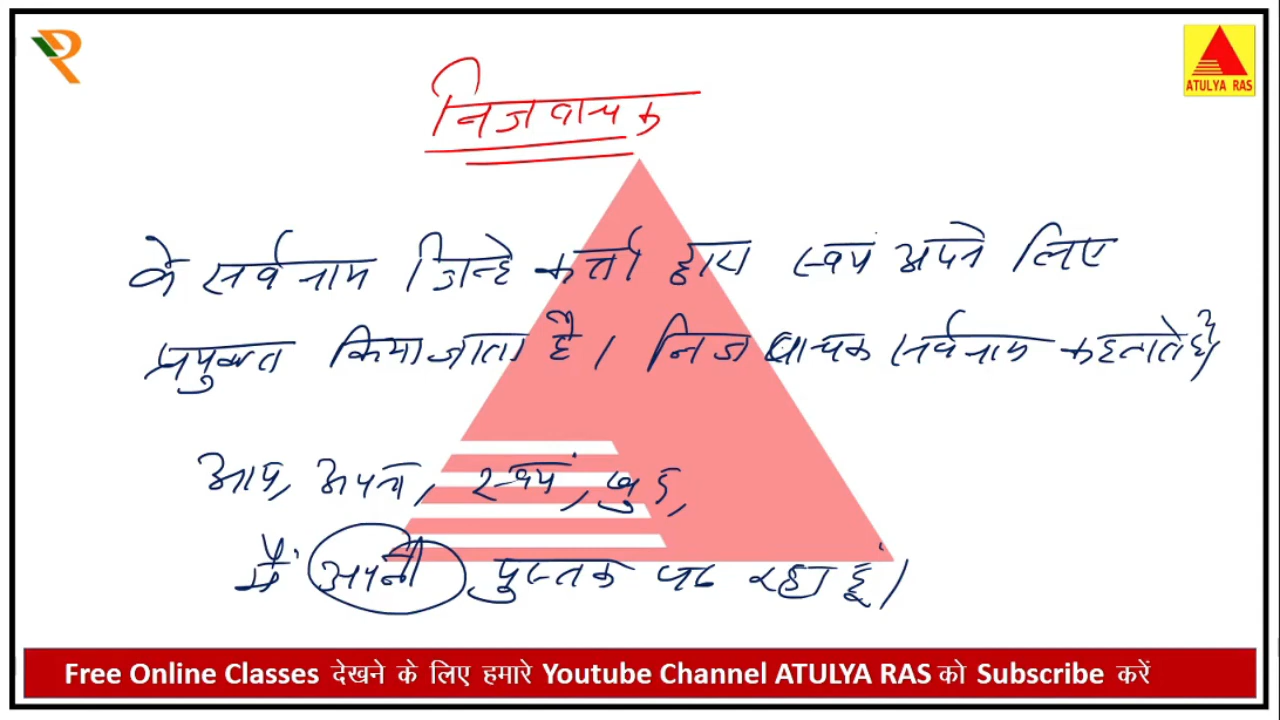 ATULYA RAS
निजवाचक
वे सर्वनाम जिन्हे कर्त्ता द्वारा स्वयं अपने लिए
प्रयुक्त किया जाता है। निजवाचक सर्वनाम कहलाते है।
आप, अपना, स्वयं, खुद,
मैं अपनी पुस्तक पढ रहा हूं।
Free Online Classes देखने के लिए हमारे Youtube Channel ATULYA RAS को Subscribe करें